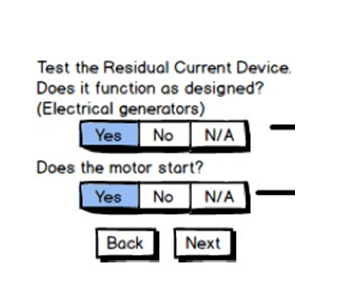 Test the Residual Current Device.
Does it function as designed?
(Electrical generators)
Yes No N/A
Does the motor start?
Yes No N/A
Back Next